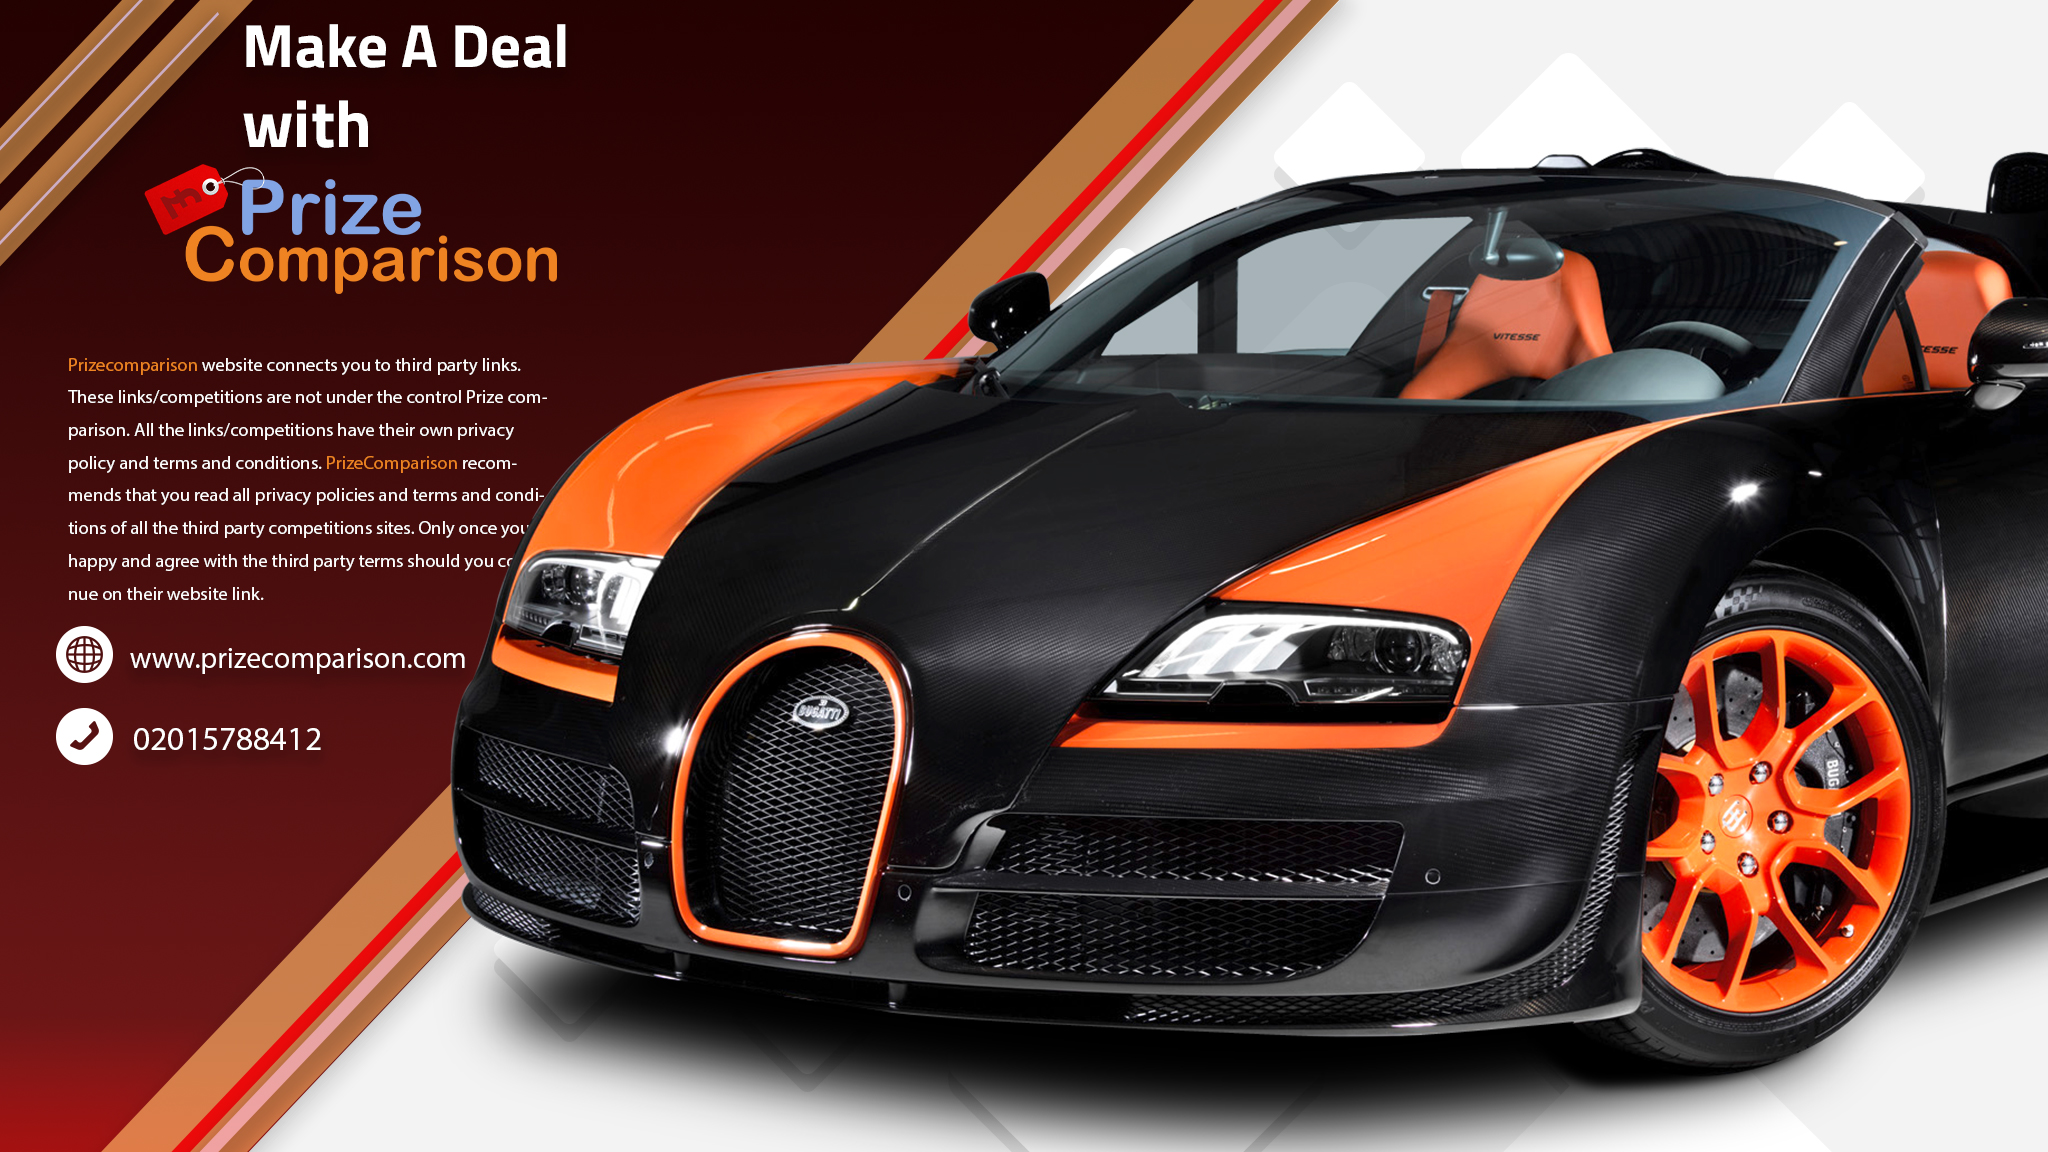 Make A Deal
with
Prize
Comparison
Prizecomparison website connects you to third party links.
These links/competitions are not under the control Prize com-
parison. All the links/competitions have their own privacy
policy and terms and conditions. PrizeComparison recom-
mends that you read all privacy policies and terms and condi-
tions of all the third party competitions sites. Only once you
happy and agree with the third party terms should you
nue on their website link.
www.prizecomparison.com
02015788412
VITESSE
BUGATTI